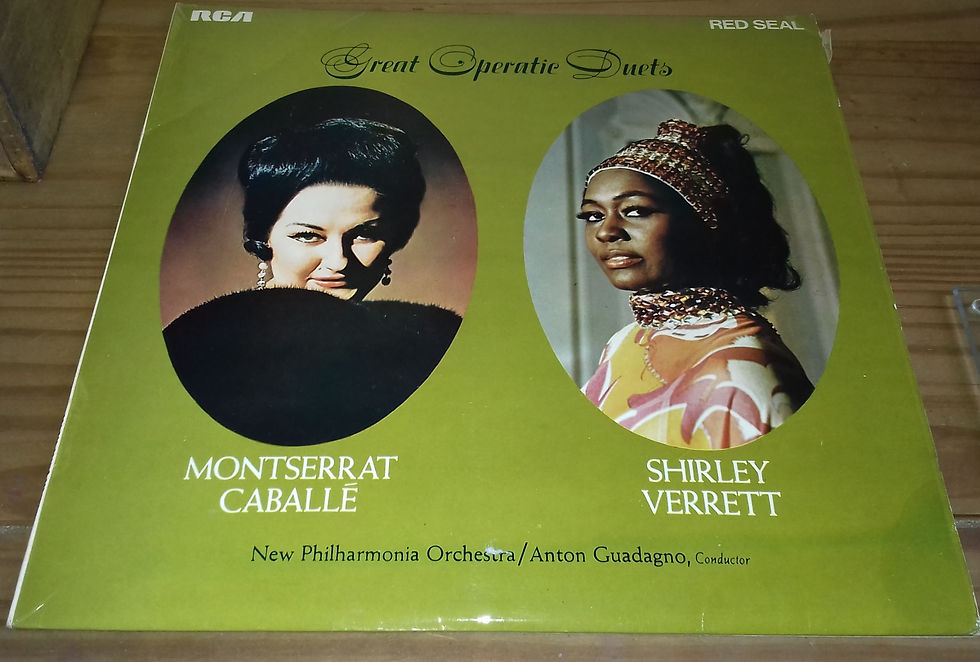 RCA
RED SEAL
Great Operatic Duets
MONTSERRAT
CABALLÉ
SHIRLEY
VERRETT
New Philharmonia Orchestra/Anton Guadagno, Conductor